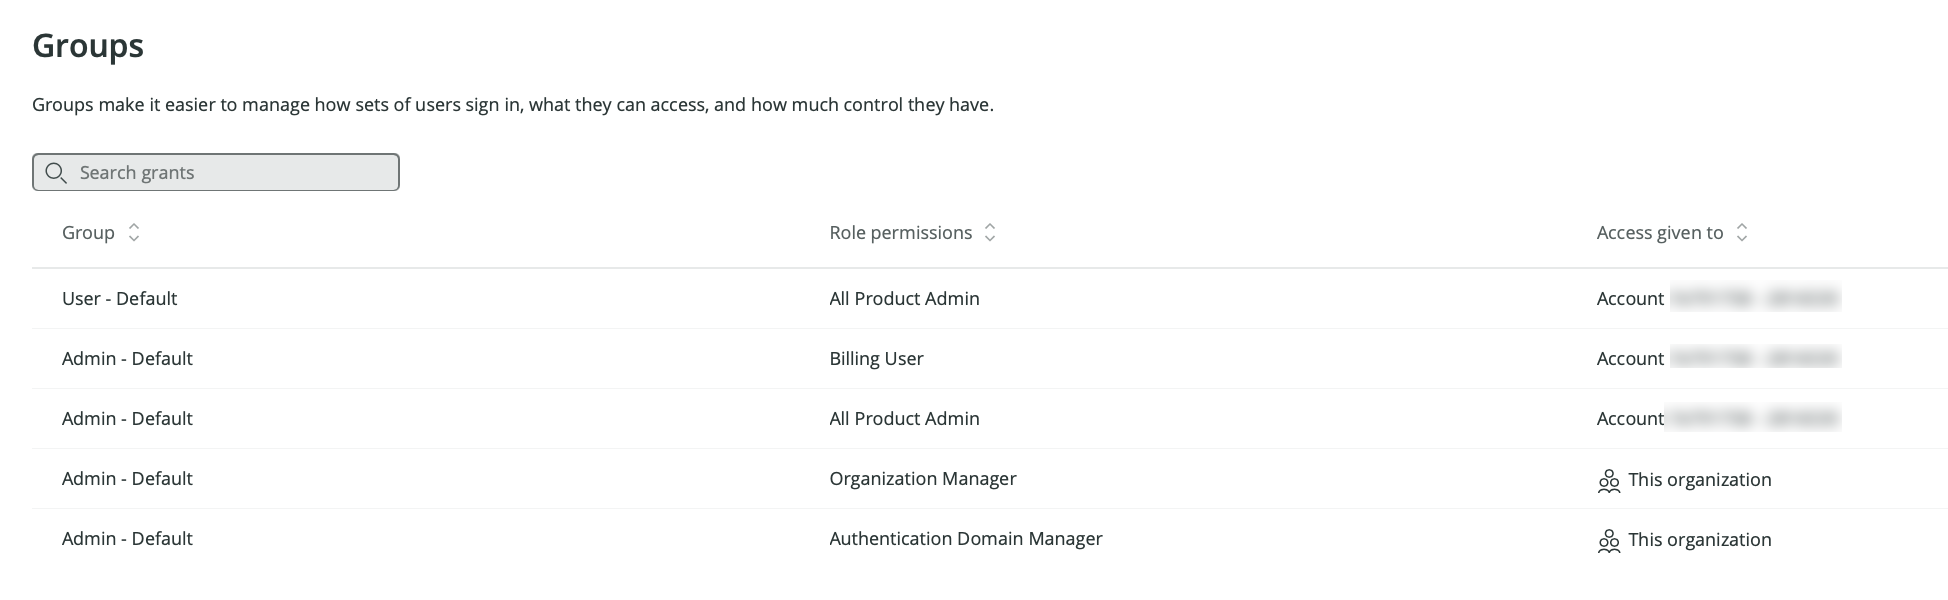 Groups
Groups make it easier to manage how sets of users sign in, what they can access, and how much control they have.
Search grants
Group Role permissions Access given to
User - Default All Product Admin Account
Admin - Default Billing User Account
Admin - Default All Product Admin Account
Admin - Default Organization Manager This organization
Admin - Default Authentication Domain Manager This organization